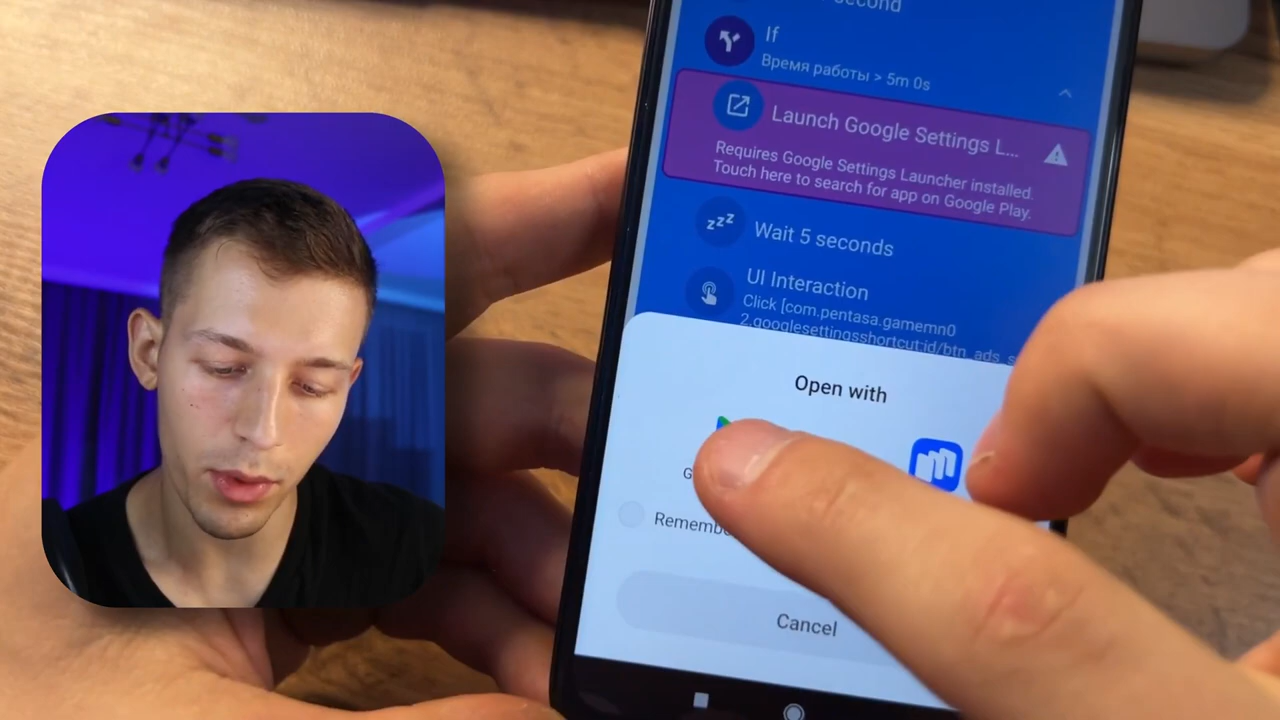 second
If
Время работы > 5m 0s
Launch Google Settings L...
Requires Google Settings Launcher installed.
Touch here to search for app on Google Play.
zzz
Wait 5 seconds
UI Interaction
Click [com.pentasa.gamemn0
2.googlesettingsshortcut:id/btn_ads_s
Open with
Cancel